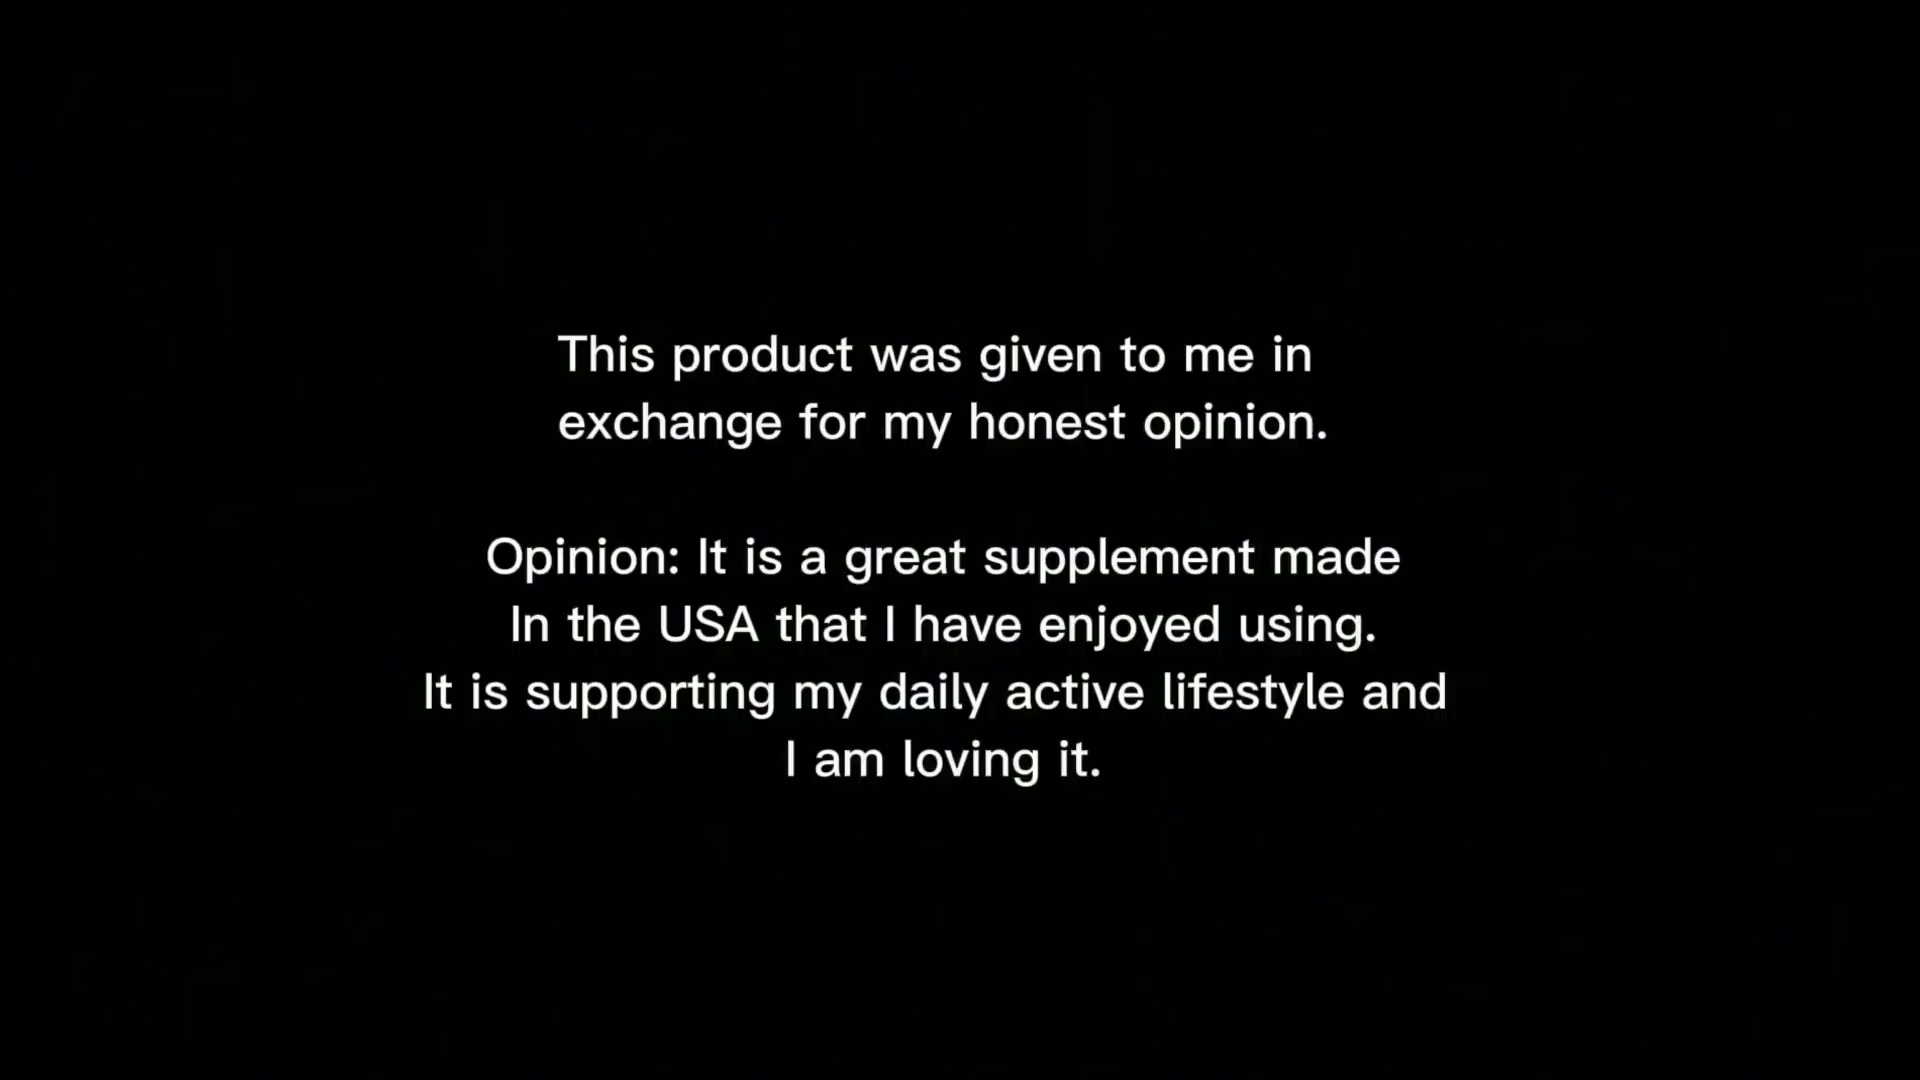 This product was given to me in
exchange for my honest opinion.
Opinion: It is a great supplement made
In the USA that I have enjoyed using.
It is supporting my daily active lifestyle and
I am loving it.